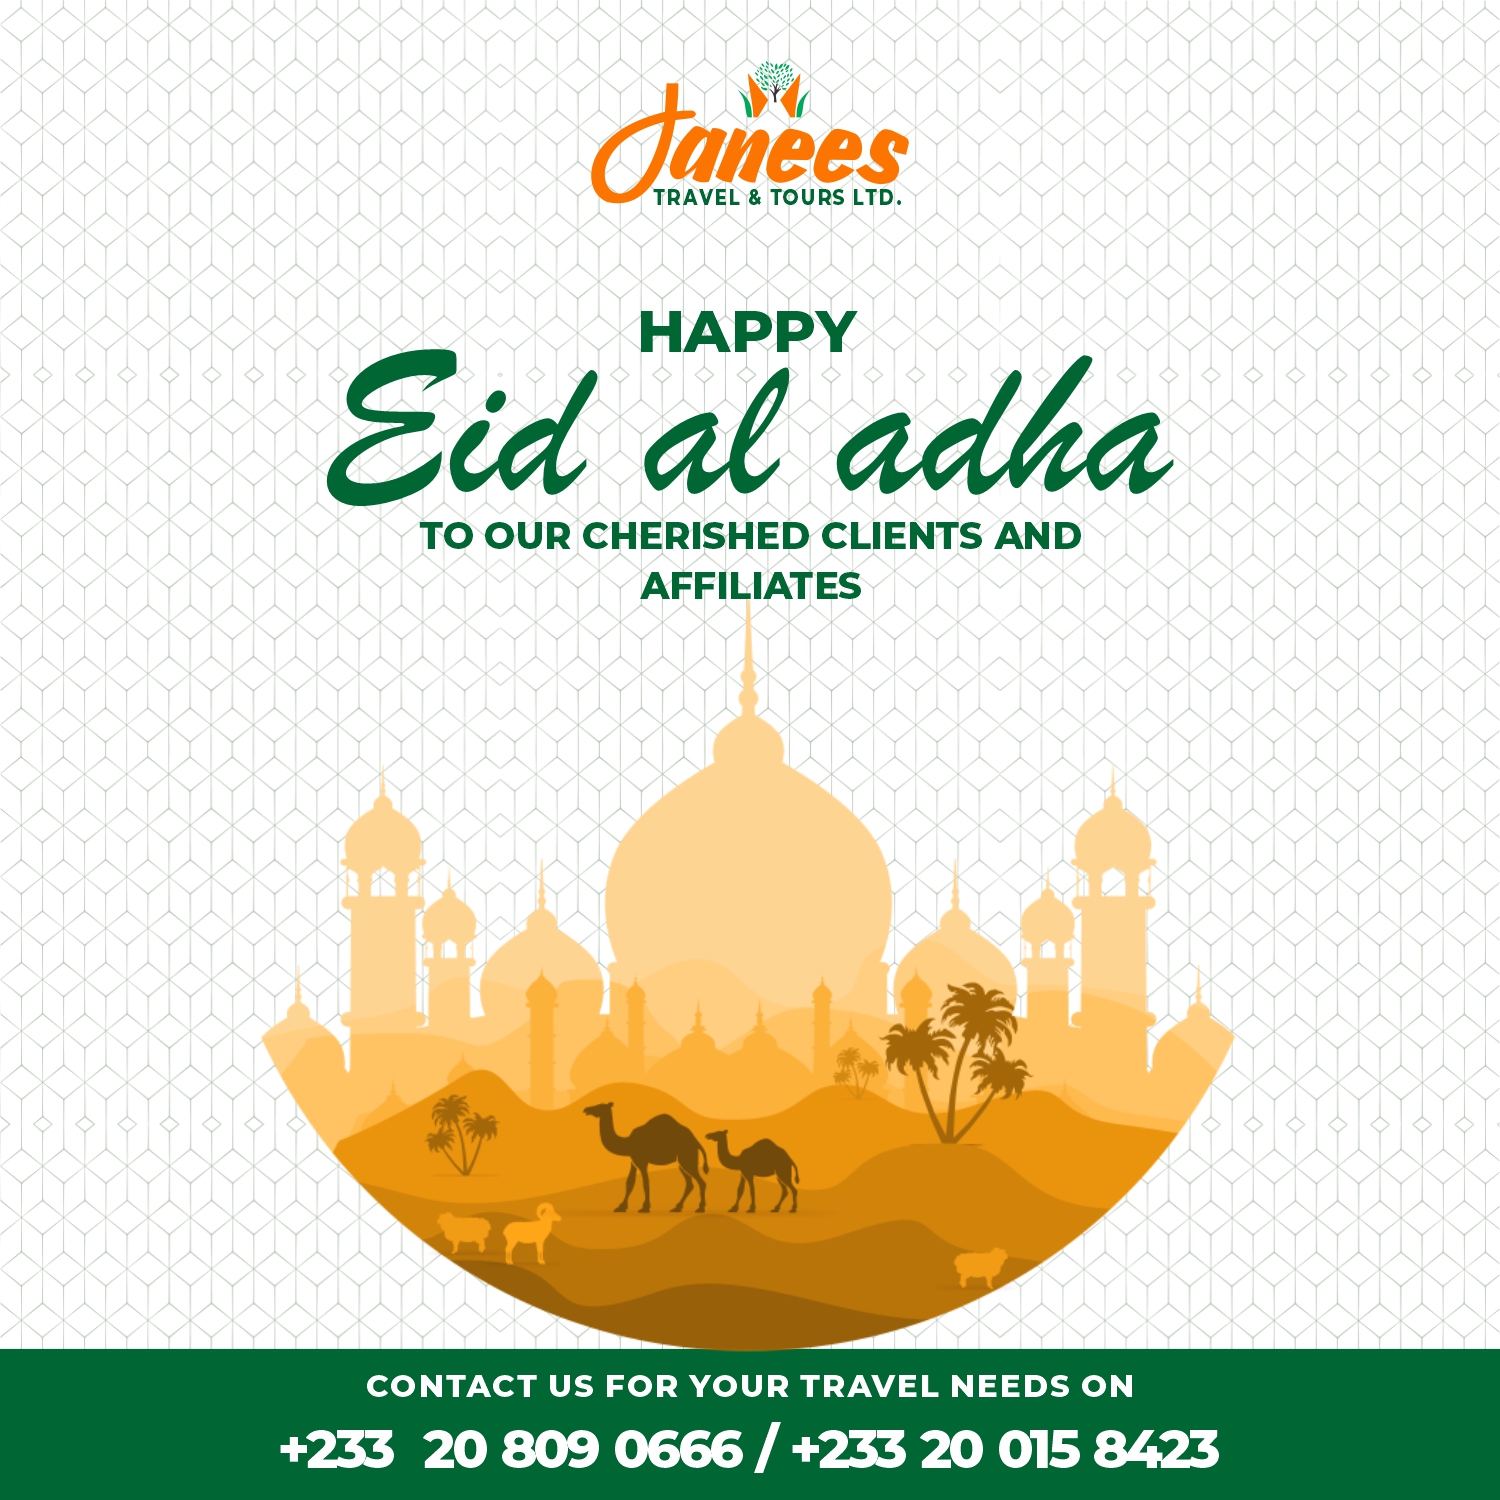 Janees
TRAVEL & TOURS LTD.
HAPPY
Eid al adha
TO OUR CHERISHED CLIENTS AND
AFFILIATES
CONTACT US FOR YOUR TRAVEL NEEDS ON
+233 20 809 0666 / +233 20 015 8423